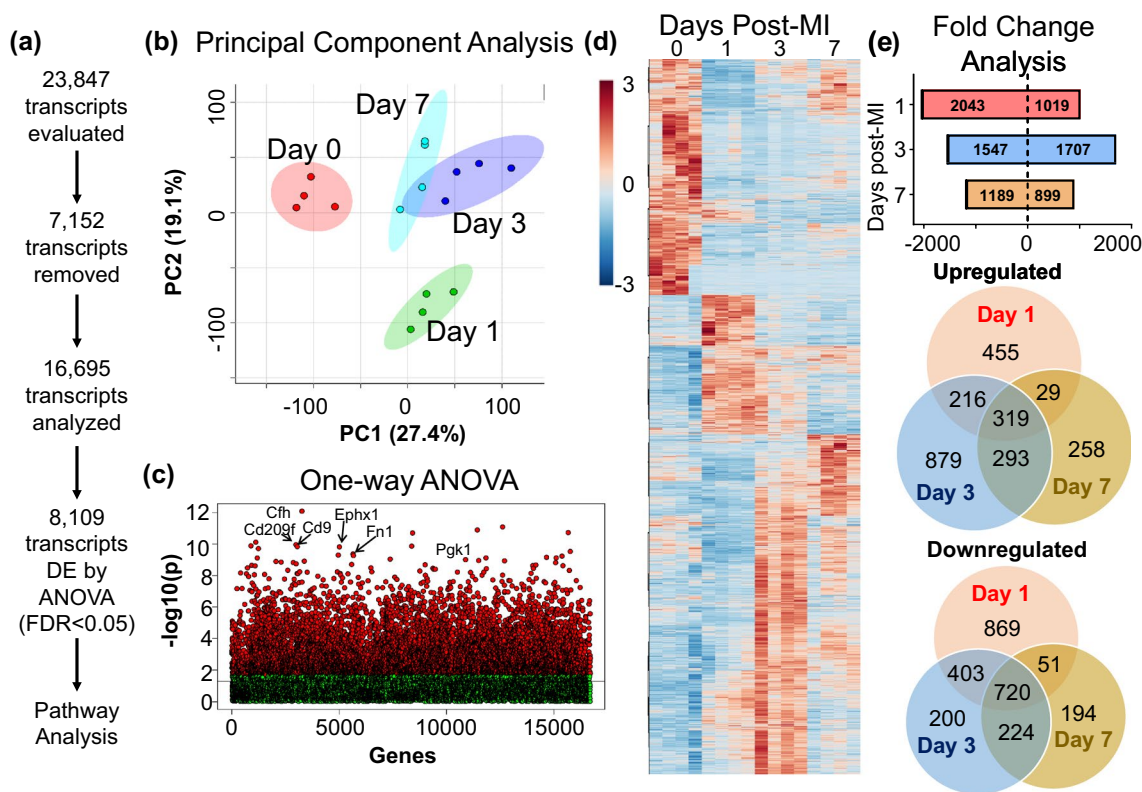 (a)
23,847
transcripts
evaluated
7,152
transcripts
removed
16,695
transcripts
analyzed
8,109
transcripts
DE by
ANOVA
(FDR<0.05)
Pathway
Analysis
(b) Principal Component Analysis
PC2 (19.1%)
100
0
-100
Day 0
Day 7
Day 3
Day 1
-100 0 100
PC1 (27.4%)
3
0
-3
(c) One-way ANOVA
-log10(p)
12
10
8
6
4
2
0
Cfh
Cd209f
Cd9
Ephx1
Fn1
Pgk1
0 5000 10000 15000
Genes
(d) Days Post-MI
0 1 3 7
(e) Fold Change
Analysis
Days post-MI
1 2043 1019
3 1547 1707
7 1189 899
-2000 0 2000
Upregulated
Day 1
455
216 29
319
879 293 258
Day 3 Day 7
Downregulated
Day 1
869
403 51
720
200 224 194
Day 3 Day 7